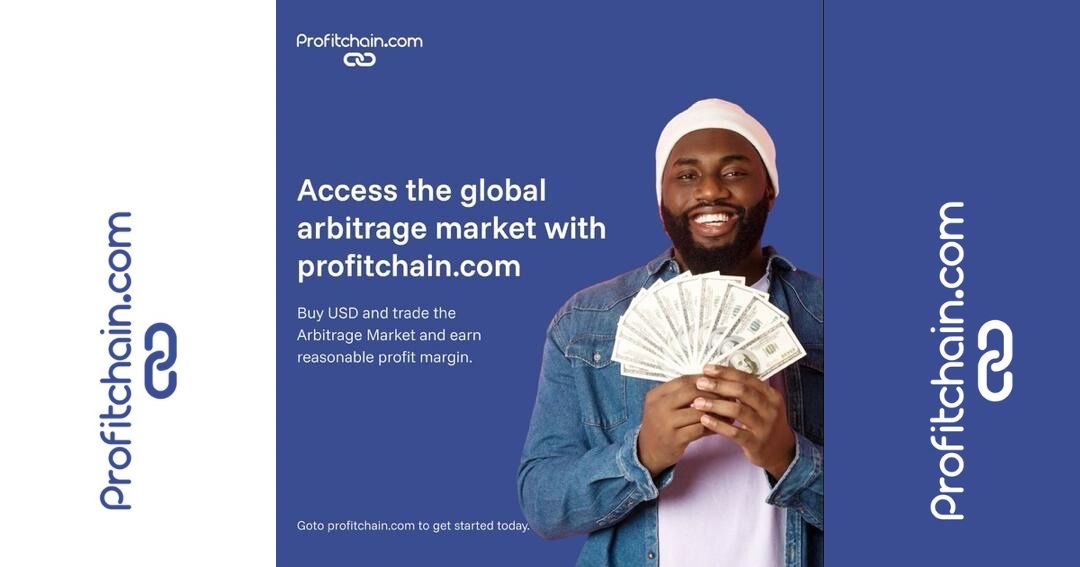 Profitchain.com
Profitchain.com
Access the global
arbitrage market with
profitchain.com
Buy USD and trade the
Arbitrage Market and earn
reasonable profit margin.
Goto profitchain.com to get started today.
Profitchain.com